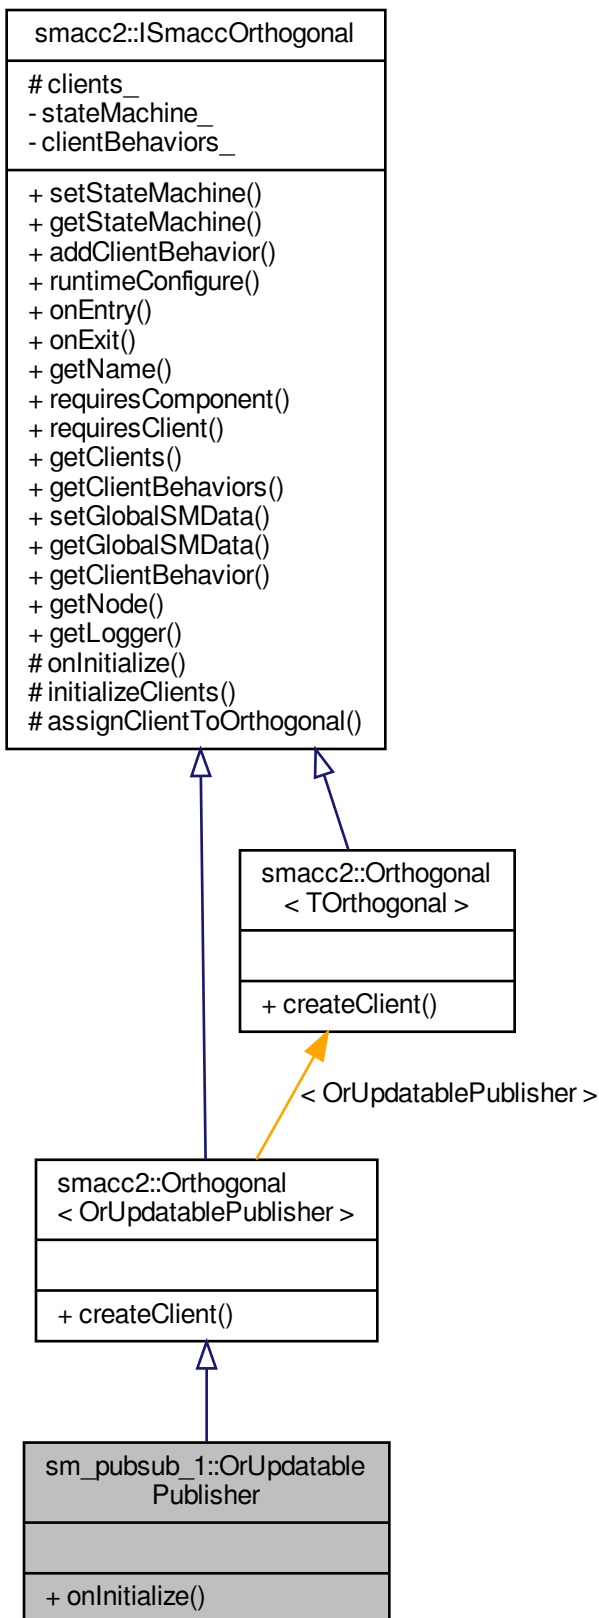 smacc2::ISmaccOrthogonal
# clients_
- stateMachine_
- clientBehaviors_
+ setStateMachine()
+ getStateMachine()
+ addClientBehavior()
+ runtimeConfigure()
+ onEntry()
+ onExit()
+ getName()
+ requiresComponent()
+ requiresClient()
+ getClients()
+ getClientBehaviors()
+ setGlobalSMData()
+ getGlobalSMData()
+ getClientBehavior()
+ getNode()
+ getLogger()
# onInitialize()
# initializeClients()
# assignClientToOrthogonal()
smacc2::Orthogonal
< TOrthogonal >
+ createClient()
< OrUpdatablePublisher >
smacc2::Orthogonal
< OrUpdatablePublisher >
+ createClient()
sm_pubsub_1::OrUpdatable
Publisher
+ onInitialize()